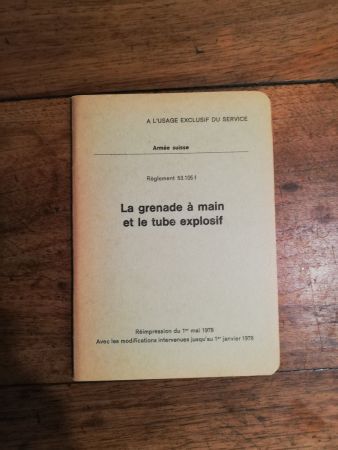 A L'USAGE EXCLUSIF DU SERVICE
Armée suisse
Règlement 53.105 f
La grenade à main
et le tube explosif
Réimpression du 1er mai 1978
Avec les modifications intervenues jusqu'au 1er janvier 1978